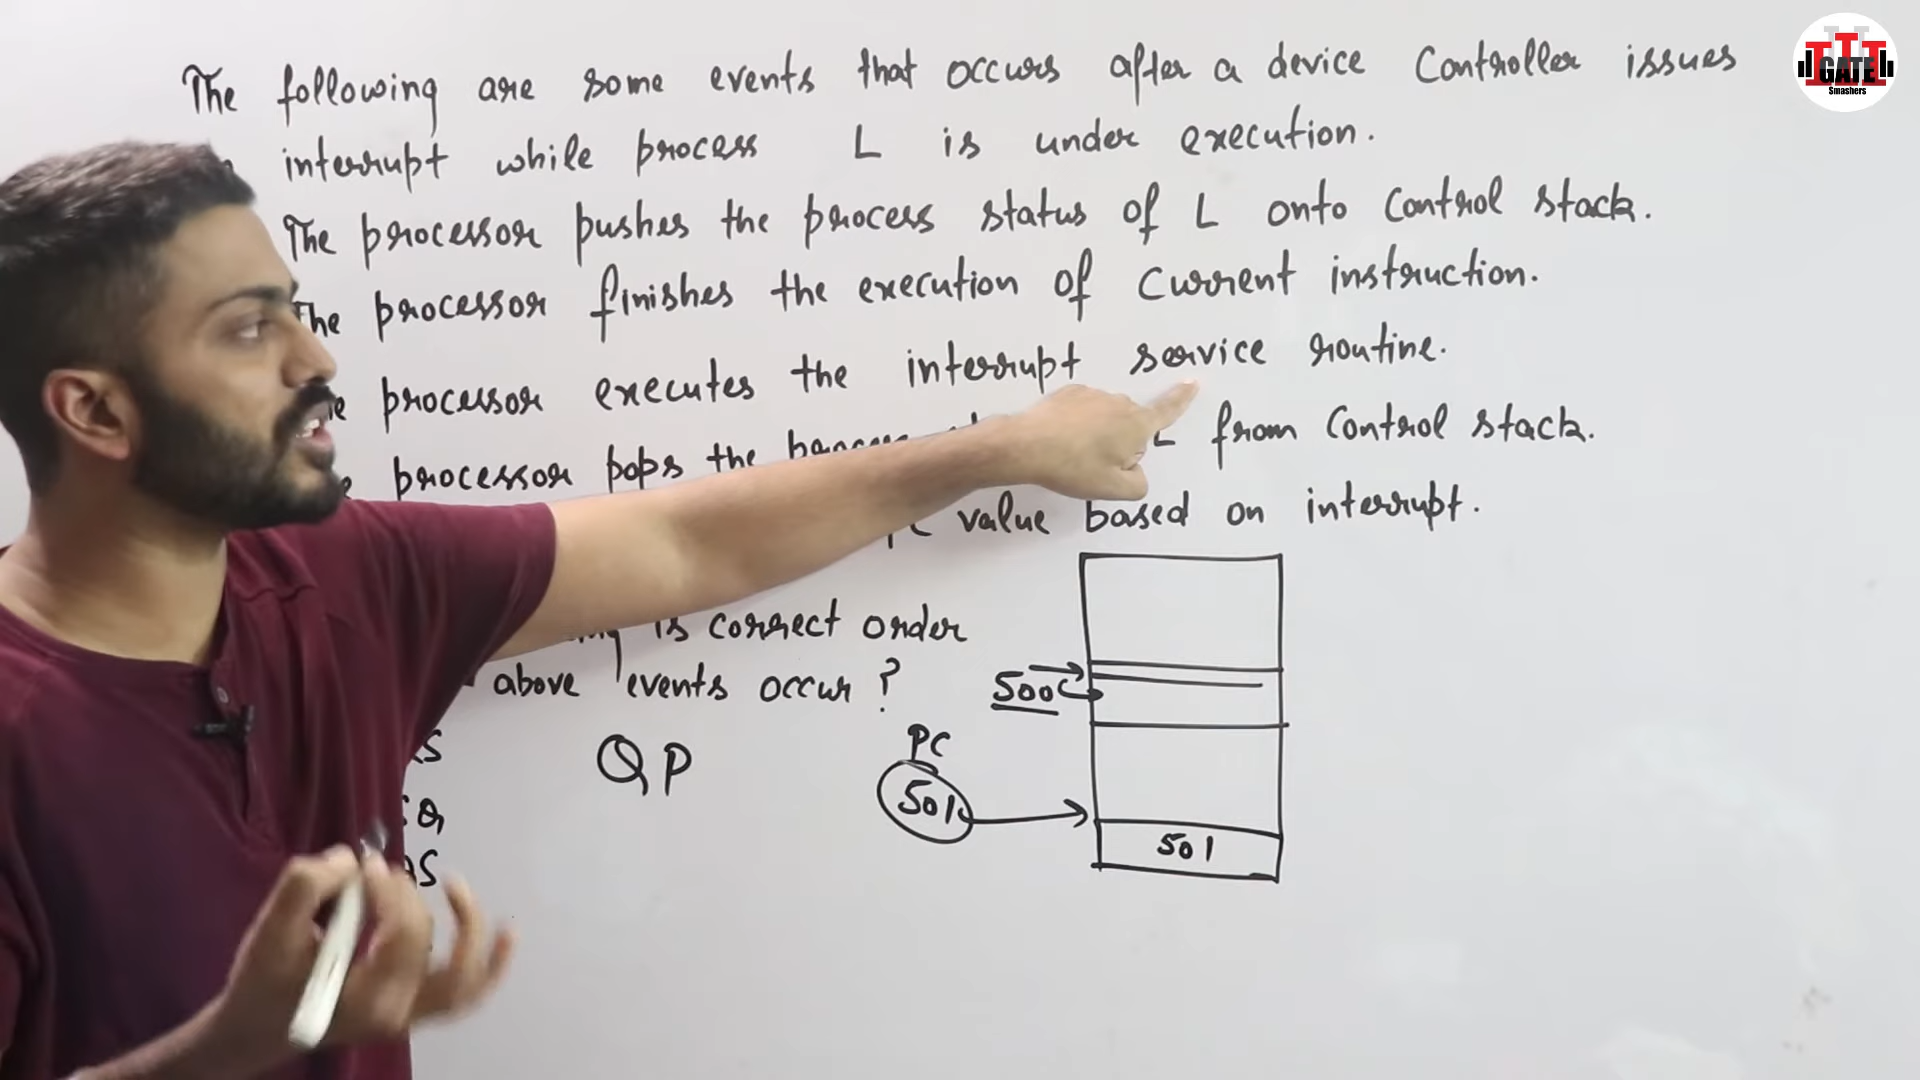 The following are some events that occurs after a device Controller issues
interrupt while process L is under execution.
The processor pushes the process status of L onto Control stack.
The processor finishes the execution of Current instruction.
processor executes the interrupt service routine.
processor pops the L from Control stack.
value based on interrupt.
is correct order
above events occur ?
500
QP
PC
501
501
GATE
Smashers